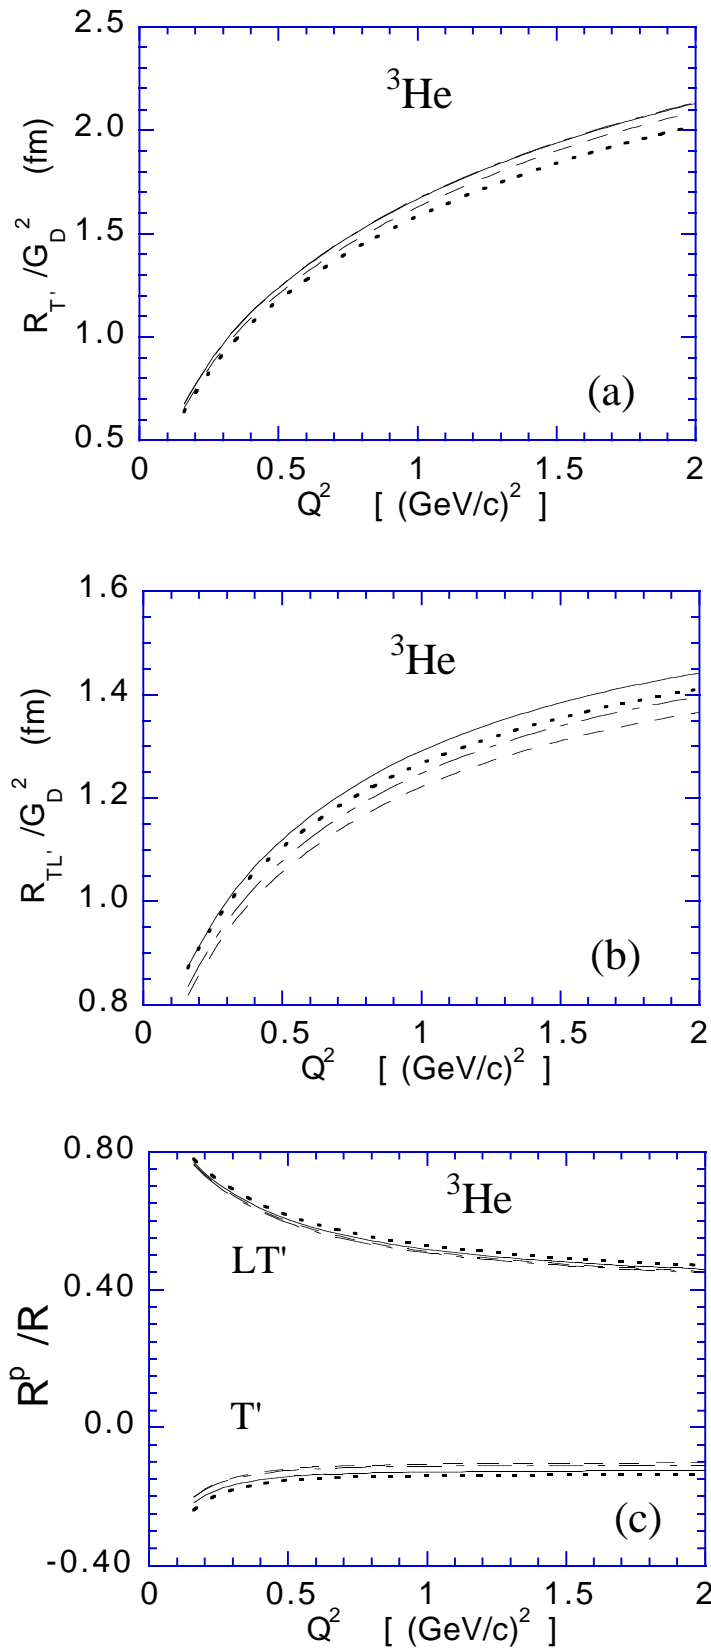 2.5
³He
2.0
R_T' /G_D² (fm)
1.5
1.0
(a)
0.5
0 0.5 1 1.5 2
Q² [ (GeV/c)² ]
1.6
³He
1.4
R_TL' /G_D² (fm)
1.2
1.0
(b)
0.8
0 0.5 1 1.5 2
Q² [ (GeV/c)² ]
0.80
³He
LT'
0.40
R^p /R
T'
0.0
(c)
-0.40
0 0.5 1 1.5 2
Q² [ (GeV/c)² ]